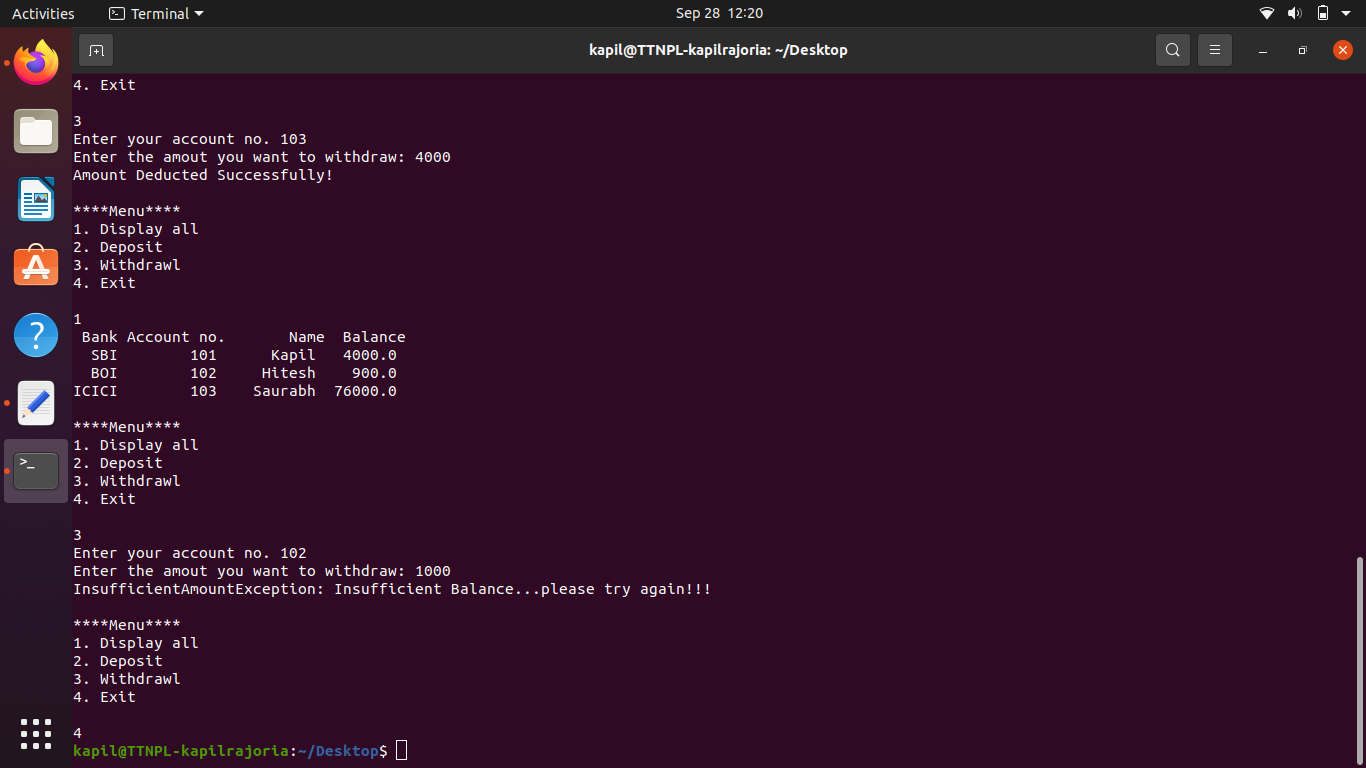 Activities Terminal Sep 28 12:20
kapil@TTNPL-kapilrajoria: ~/Desktop
4. Exit
3
Enter your account no. 103
Enter the amout you want to withdraw: 4000
Amount Deducted Successfully!
****Menu****
1. Display all
2. Deposit
3. Withdrawl
4. Exit
1
Bank Account no. Name Balance
SBI 101 Kapil 4000.0
BOI 102 Hitesh 900.0
ICICI 103 Saurabh 76000.0
****Menu****
1. Display all
2. Deposit
3. Withdrawl
4. Exit
3
Enter your account no. 102
Enter the amout you want to withdraw: 1000
InsufficientAmountException: Insufficient Balance...please try again!!!
****Menu****
1. Display all
2. Deposit
3. Withdrawl
4. Exit
4
kapil@TTNPL-kapilrajoria:~/Desktop$